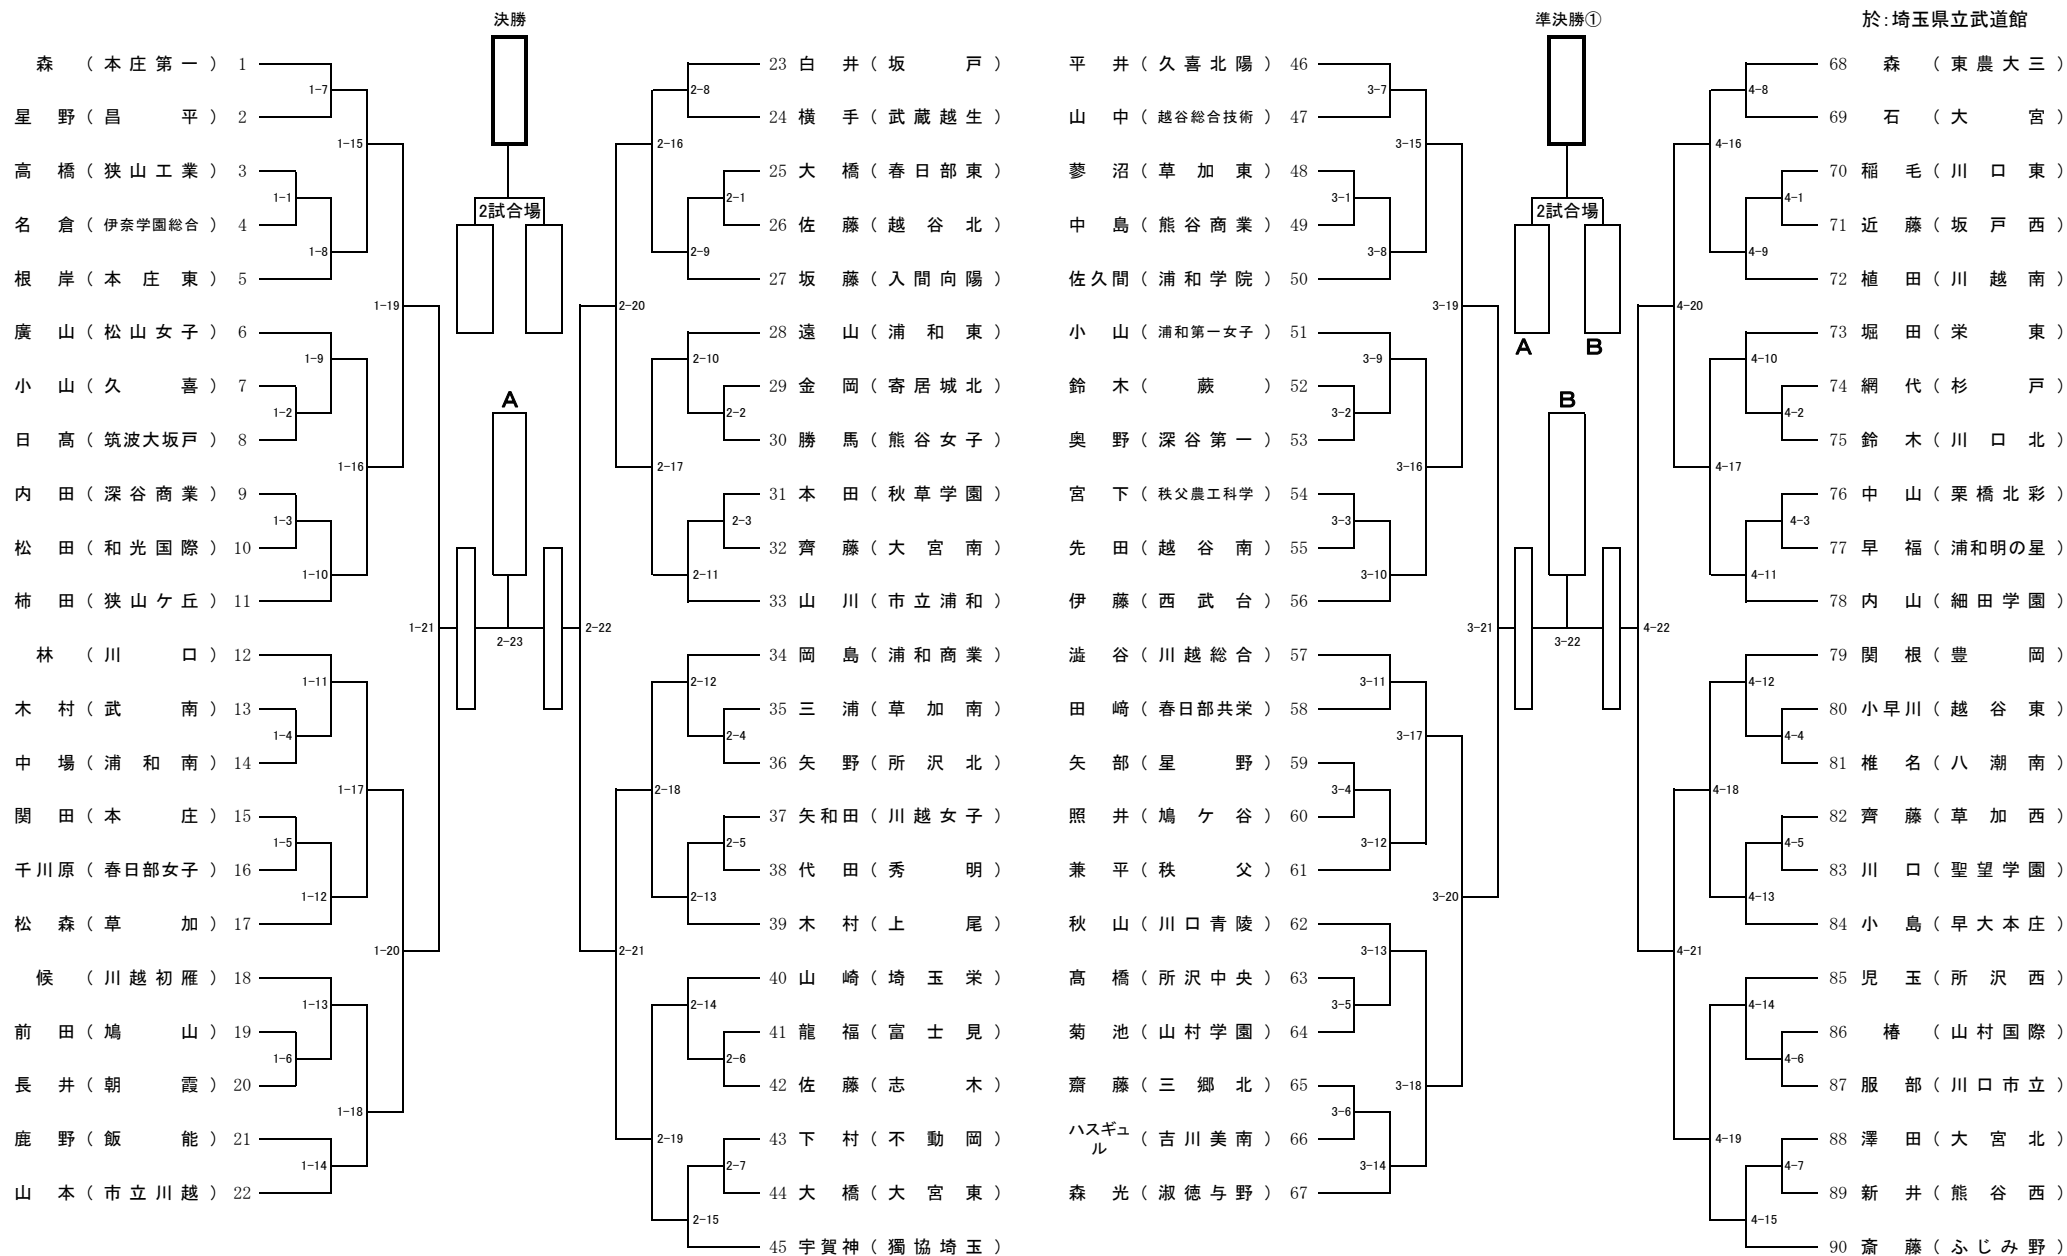 決勝
準決勝①
於:埼玉県立武道館
森 （本庄第一） 1
星野（昌平） 2
高橋（狭山工業） 3
名倉（伊奈学園総合） 4
根岸（本庄東） 5
廣山（松山女子） 6
小山（久喜） 7
日髙（筑波大坂戸） 8
内田（深谷商業） 9
松田（和光国際） 10
柿田（狭山ケ丘） 11
林（川口） 12
木村（武南） 13
中場（浦和南） 14
関田（本庄） 15
千川原（春日部女子） 16
松森（草加） 17
候（川越初雁） 18
前田（鳩山） 19
長井（朝霞） 20
鹿野（飯能） 21
山本（市立川越） 22
1-7
1-15
1-1
1-8
1-19
1-9
1-2
1-16
1-3
1-10
1-21
1-11
1-4
1-17
1-5
1-12
1-20
1-13
1-6
1-18
1-14
2試合場
A
2-23
23 白井（坂戸）
24 横手（武蔵越生）
25 大橋（春日部東）
26 佐藤（越谷北）
27 坂藤（入間向陽）
28 遠山（浦和東）
29 金岡（寄居城北）
30 勝馬（熊谷女子）
31 本田（秋草学園）
32 齊藤（大宮南）
33 山川（市立浦和）
34 岡島（浦和商業）
35 三浦（草加南）
36 矢野（所沢北）
37 矢和田（川越女子）
38 代田（秀明）
39 木村（上尾）
40 山崎（埼玉栄）
41 龍福（富士見）
42 佐藤（志木）
43 下村（不動岡）
44 大橋（大宮東）
45 宇賀神（獨協埼玉）
2-8
2-16
2-1
2-9
2-20
2-10
2-2
2-17
2-3
2-11
2-22
2-12
2-4
2-18
2-5
2-13
2-21
2-14
2-6
2-19
2-7
2-15
平井（久喜北陽） 46
山中（越谷総合技術） 47
蓼沼（草加東） 48
中島（熊谷商業） 49
佐久間（浦和学院） 50
小山（浦和第一女子） 51
鈴木（蕨） 52
奥野（深谷第一） 53
宮下（秩父農工科学） 54
先田（越谷南） 55
伊藤（西武台） 56
澁谷（川越総合） 57
田﨑（春日部共栄） 58
矢部（星野） 59
照井（鳩ケ谷） 60
兼平（秩父） 61
秋山（川口青陵） 62
髙橋（所沢中央） 63
菊池（山村学園） 64
齋藤（三郷北） 65
ハスギュル（吉川美南） 66
森光（淑徳与野） 67
3-7
3-15
3-1
3-8
3-19
3-9
3-2
3-16
3-3
3-10
3-21
3-11
3-17
3-4
3-12
3-20
3-13
3-5
3-18
3-6
3-14
2試合場
A B
B
3-22
68 森（東農大三）
69 石（大宮）
70 稲毛（川口東）
71 近藤（坂戸西）
72 植田（川越南）
73 堀田（栄東）
74 網代（杉戸）
75 鈴木（川口北）
76 中山（栗橋北彩）
77 早福（浦和明の星）
78 内山（細田学園）
79 関根（豊岡）
80 小早川（越谷東）
81 椎名（八潮南）
82 齊藤（草加西）
83 川口（聖望学園）
84 小島（早大本庄）
85 児玉（所沢西）
86 椿（山村国際）
87 服部（川口市立）
88 澤田（大宮北）
89 新井（熊谷西）
90 斎藤（ふじみ野）
4-8
4-16
4-1
4-9
4-20
4-10
4-2
4-17
4-3
4-11
4-22
4-12
4-4
4-18
4-5
4-13
4-21
4-14
4-6
4-19
4-7
4-15